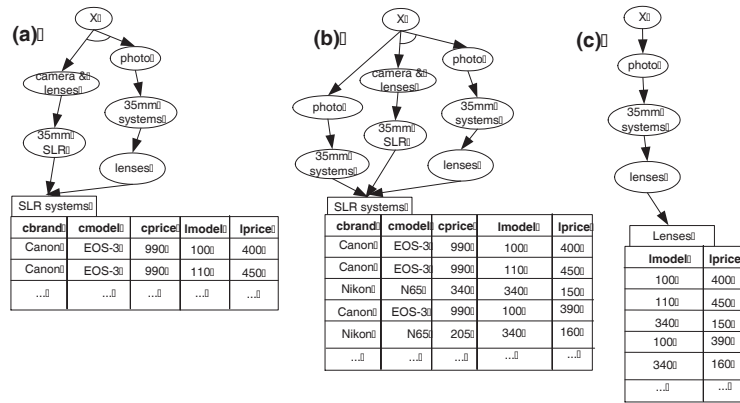 (a)
X
photo
camera &
lenses
35mm
systems
35mm
SLR
lenses
SLR systems
cbrand cmodel cprice lmodel lprice
Canon EOS-3 990 100 400
Canon EOS-3 990 110 450
... ... ... ... ...
(b)
X
photo
camera &
lenses
photo
35mm
systems
35mm
SLR
35mm
systems
lenses
SLR systems
cbrand cmodel cprice lmodel lprice
Canon EOS-3 990 100 400
Canon EOS-3 990 110 450
Nikon N65 340 340 150
Canon EOS-3 990 100 390
Nikon N65 205 340 160
... ... ... ... ...
(c)
X
photo
35mm
systems
lenses
Lenses
lmodel lprice
100 400
110 450
340 150
100 390
340 160
... ...